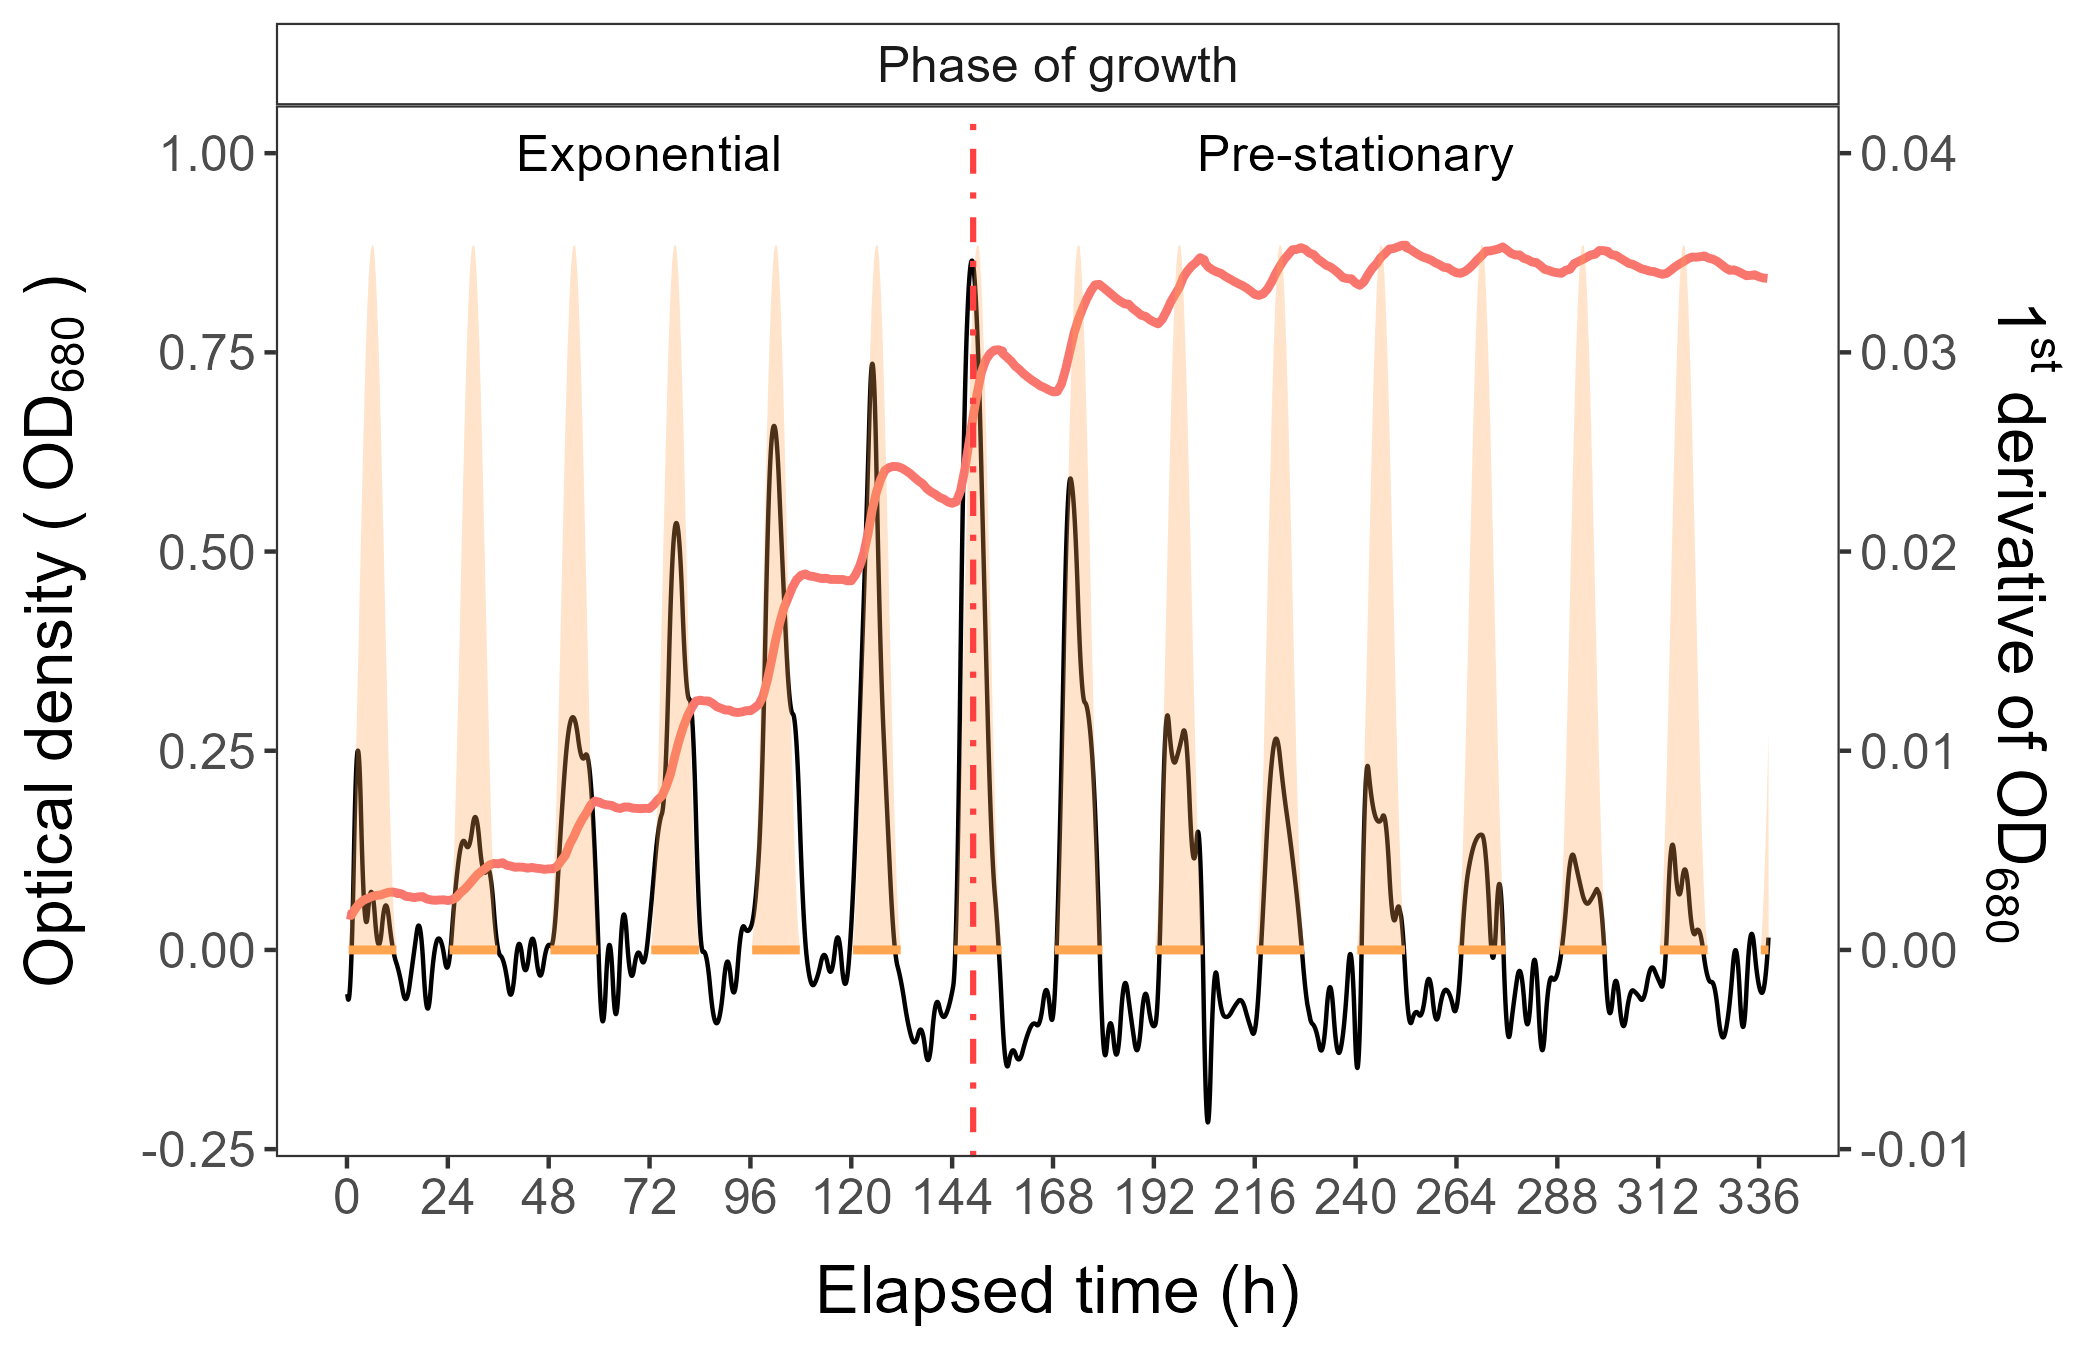 Phase of growth
Exponential
Pre-stationary
1.00
0.75
0.50
0.25
0.00
-0.25
Optical density ( OD680 )
0.04
0.03
0.02
0.01
0.00
-0.01
1st derivative of OD680
0 24 48 72 96 120 144 168 192 216 240 264 288 312 336
Elapsed time (h)